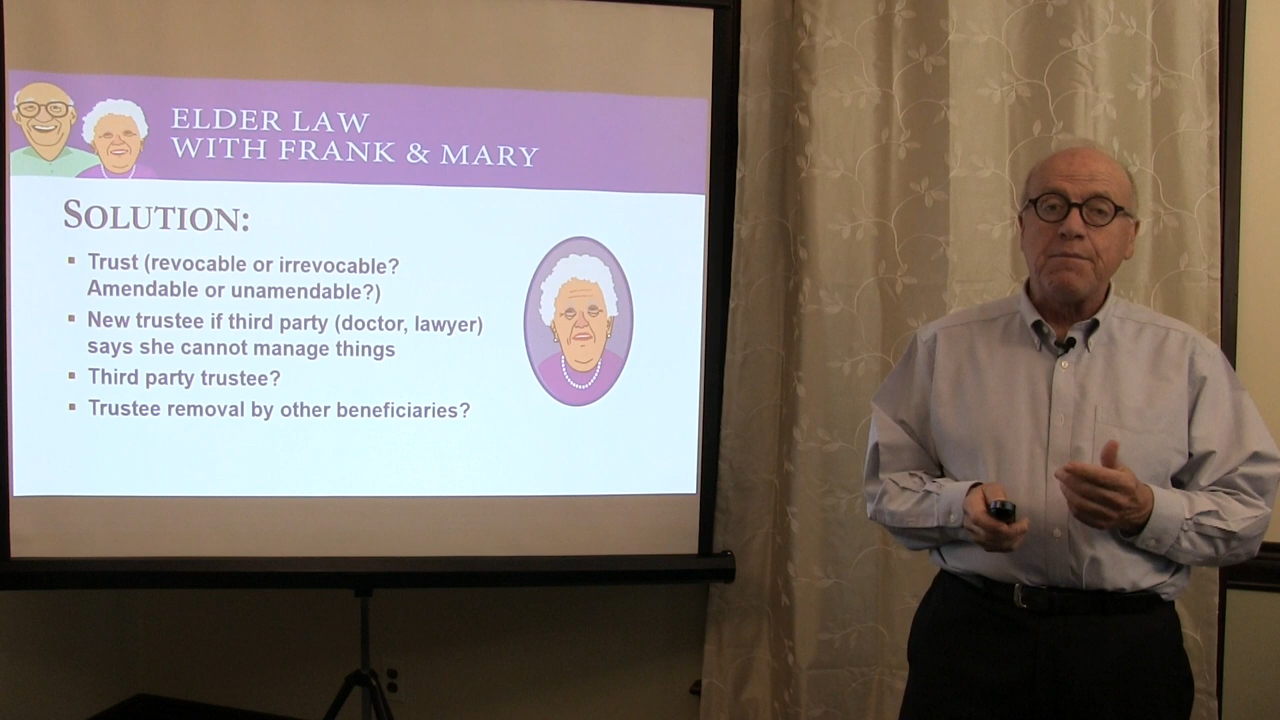 ELDER LAW
WITH FRANK & MARY
SOLUTION:
▪ Trust (revocable or irrevocable?
Amendable or unamendable?)
▪ New trustee if third party (doctor, lawyer)
says she cannot manage things
▪ Third party trustee?
▪ Trustee removal by other beneficiaries?